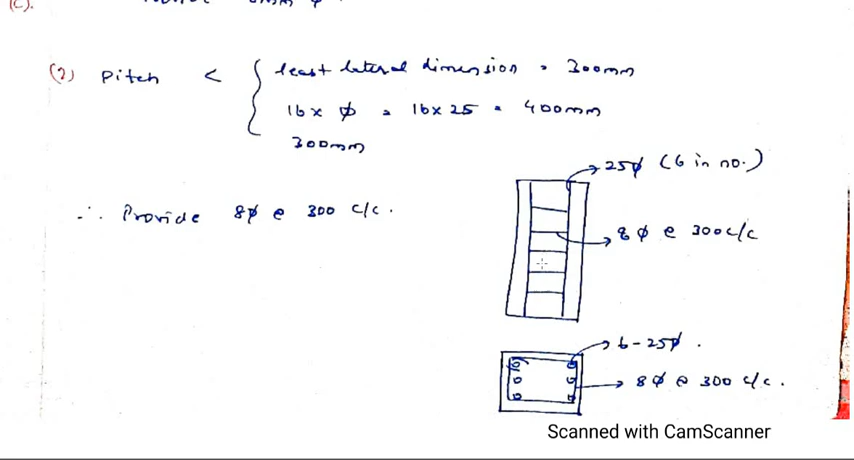 (c).
(2) Pitch < { least lateral dimension = 300mm
16 x ϕ = 16 x 25 = 400mm
300mm
25ϕ (6 in no.)
∴ Provide 8ϕ @ 300 c/c.
8ϕ @ 300 c/c
6-25ϕ.
8ϕ @ 300 c/c.
Scanned with CamScanner